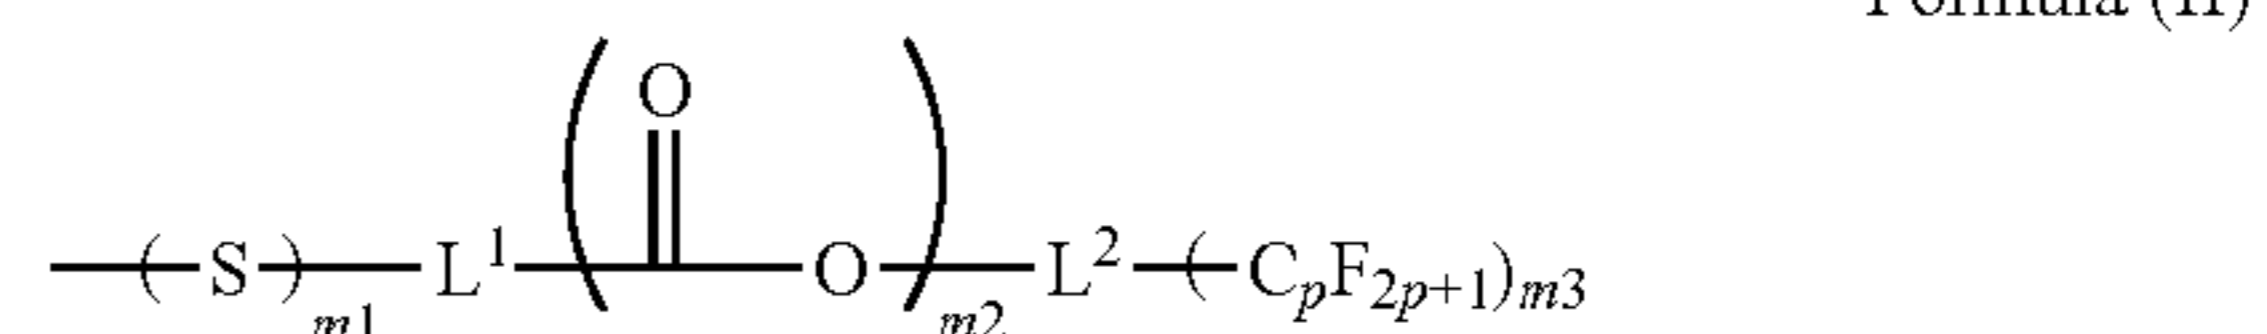 Formula (II)
O
—( S )m1— L¹ —( C(=O) — O )m2— L² —( CpF2p+1)m3